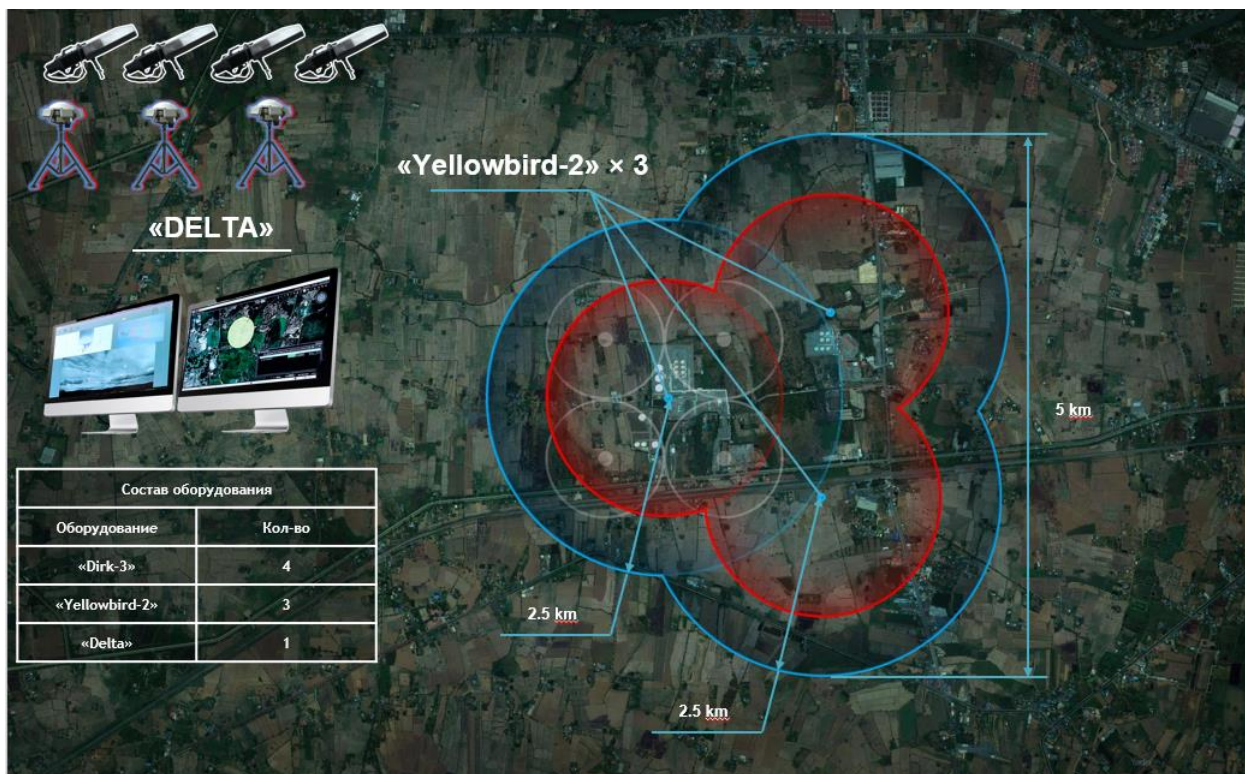 «Yellowbird-2» × 3
«DELTA»
5 km
Состав оборудования
Оборудование Кол-во
«Dirk-3» 4
«Yellowbird-2» 3
«Delta» 1
2.5 km
2.5 km